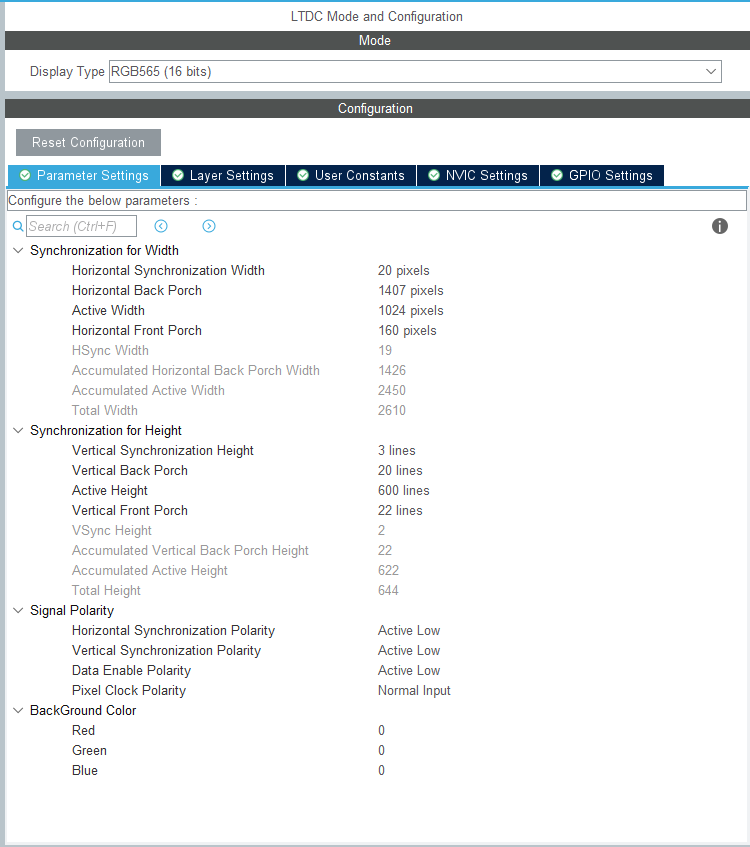 LTDC Mode and Configuration
Mode
Display Type RGB565 (16 bits)
Configuration
Reset Configuration
Parameter Settings Layer Settings User Constants NVIC Settings GPIO Settings
Configure the below parameters :
Search (Ctrl+F)
Synchronization for Width
Horizontal Synchronization Width 20 pixels
Horizontal Back Porch 1407 pixels
Active Width 1024 pixels
Horizontal Front Porch 160 pixels
HSync Width 19
Accumulated Horizontal Back Porch Width 1426
Accumulated Active Width 2450
Total Width 2610
Synchronization for Height
Vertical Synchronization Height 3 lines
Vertical Back Porch 20 lines
Active Height 600 lines
Vertical Front Porch 22 lines
VSync Height 2
Accumulated Vertical Back Porch Height 22
Accumulated Active Height 622
Total Height 644
Signal Polarity
Horizontal Synchronization Polarity Active Low
Vertical Synchronization Polarity Active Low
Data Enable Polarity Active Low
Pixel Clock Polarity Normal Input
BackGround Color
Red 0
Green 0
Blue 0